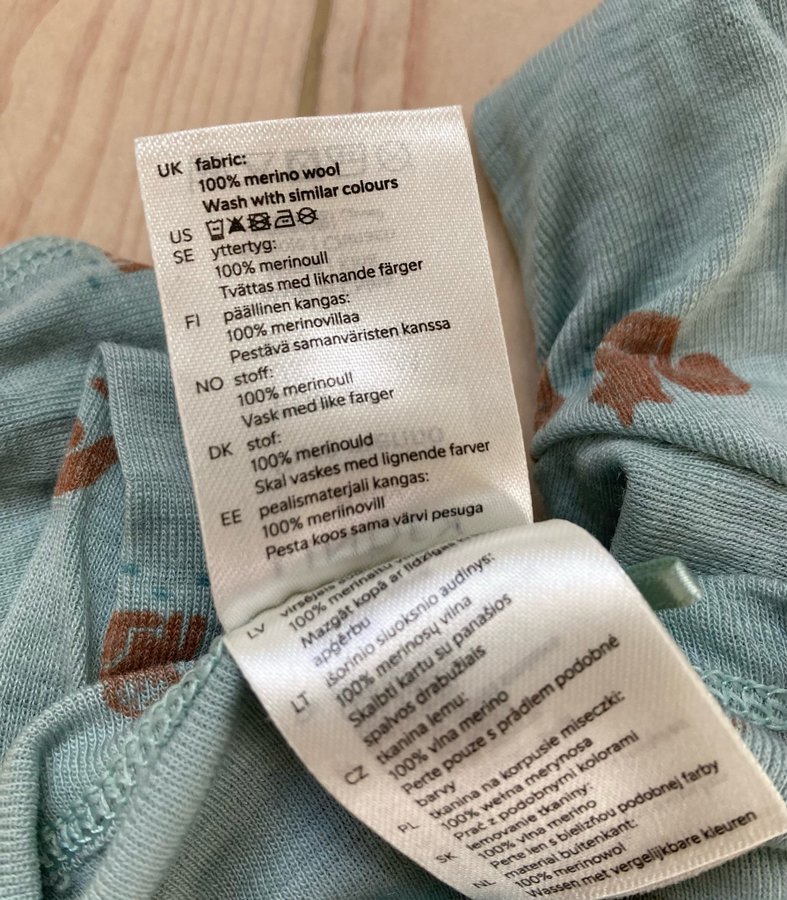 UK fabric:
100% merino wool
Wash with similar colours
US
SE yttertyg:
100% merinoull
Tvättas med liknande färger
FI päällinen kangas:
100% merinovillaa
Pestävä samanväristen kanssa
NO stoff:
100% merinoull
Vask med like farger
DK stof:
100% merinould
Skal vaskes med lignende farver
EE pealismaterjali kangas:
100% meriinovill
Pesta koos sama värvi pesuga
LV
100% merinaitu
Mazgāt kopā ar līdzīgas
apģērbu
LT išorinio sluoksnio audinys:
100% merinosų vilna
Skalbti kartu su panašios
spalvos drabužiais
CZ tkanina lemu:
100% vlna merino
Perte pouze s prádlem podobné
barvy
PL tkanina na korpusie miseczki:
100% wełna merynosa
Prać z podobnymi kolorami
SK lemovanie tkaniny:
100% vlna merino
Perte len s bielizňou podobnej farby
NL materiaal buitenkant:
100% merinowol
Wassen met vergelijkbare kleuren